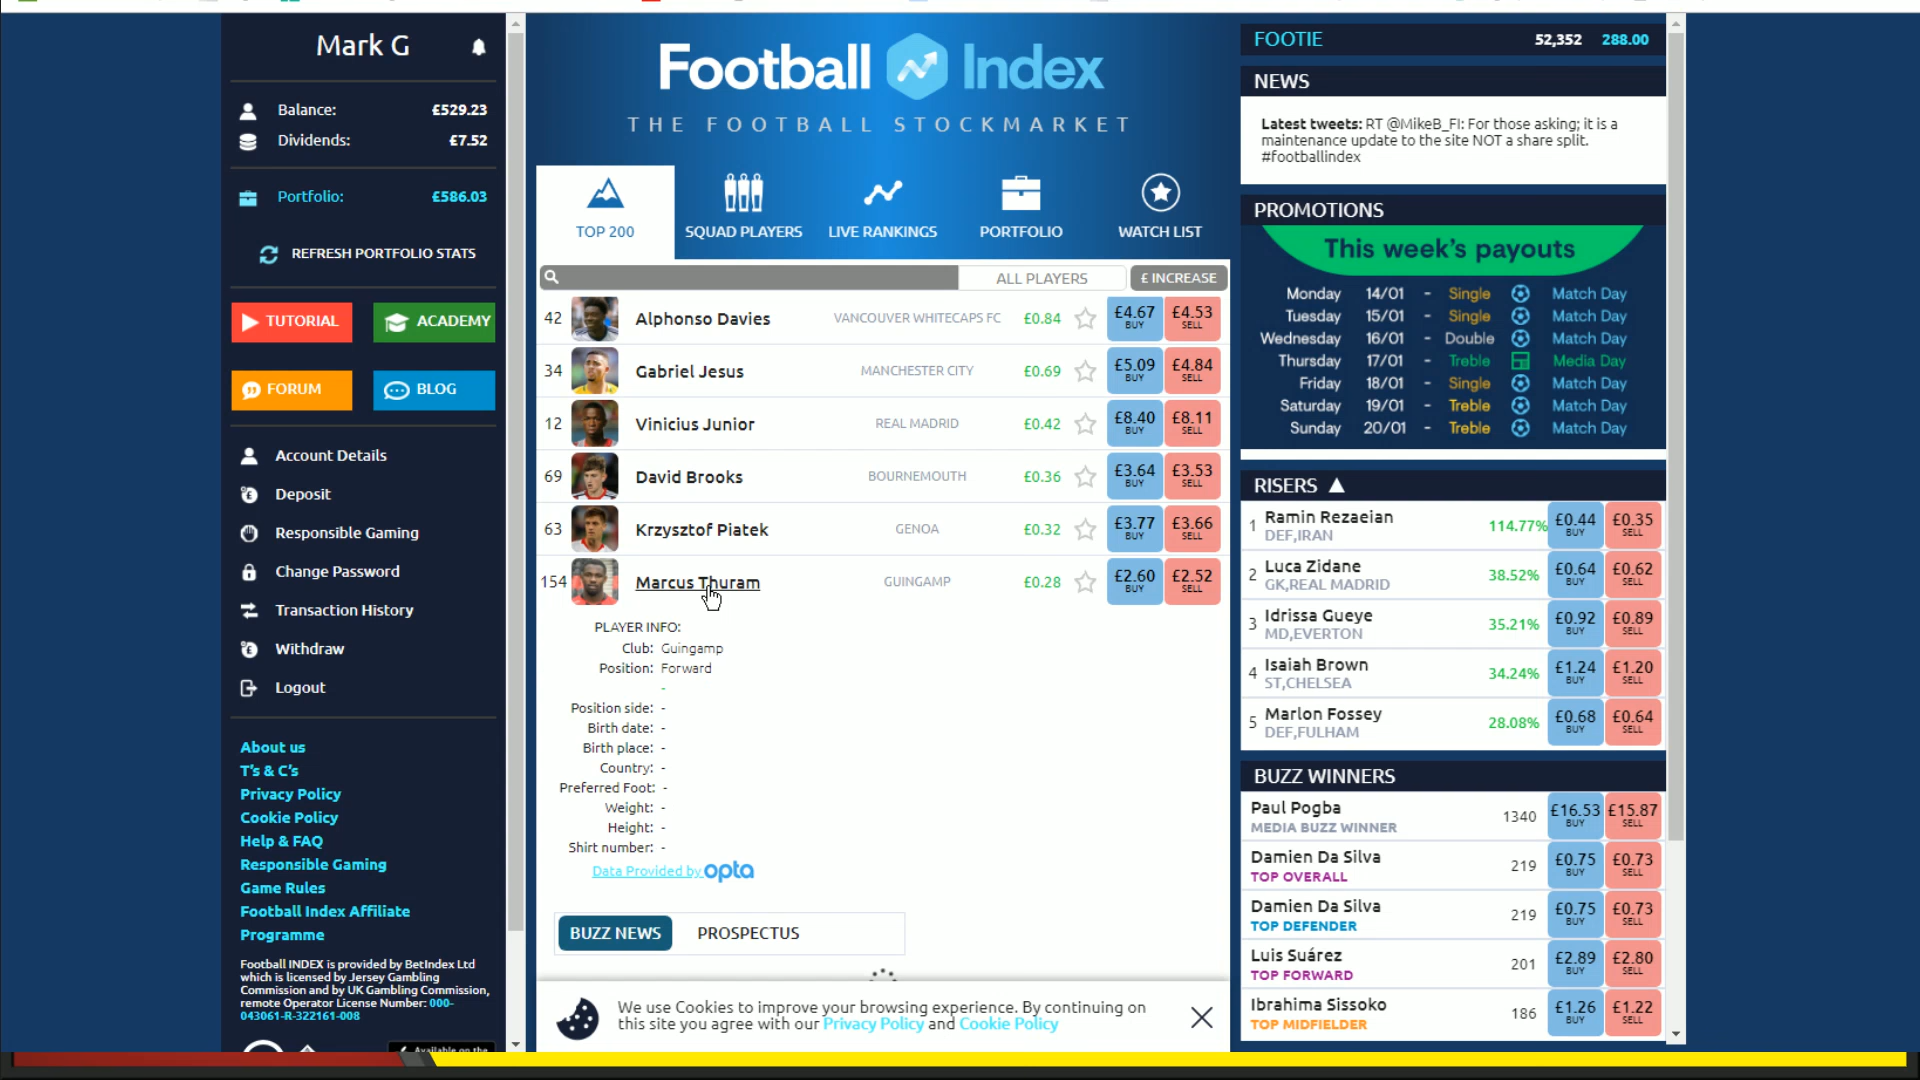 Mark G
Balance: £529.23
Dividends: £7.52
Portfolio: £586.03
REFRESH PORTFOLIO STATS
TUTORIAL
ACADEMY
FORUM
BLOG
Account Details
Deposit
Responsible Gaming
Change Password
Transaction History
Withdraw
Logout
About us
T's & C's
Privacy Policy
Cookie Policy
Help & FAQ
Responsible Gaming
Game Rules
Football Index Affiliate
Programme
Football INDEX is provided by BetIndex Ltd
which is licensed by Jersey Gambling
Commission and by UK Gambling Commission,
remote Operator License Number: 000-
043061-R-322161-008
Available on the
Football Index
THE FOOTBALL STOCKMARKET
TOP 200
SQUAD PLAYERS
LIVE RANKINGS
PORTFOLIO
WATCH LIST
ALL PLAYERS
£ INCREASE
42 Alphonso Davies VANCOUVER WHITECAPS FC £0.84 £4.67 BUY £4.53 SELL
34 Gabriel Jesus MANCHESTER CITY £0.69 £5.09 BUY £4.84 SELL
12 Vinicius Junior REAL MADRID £0.42 £8.40 BUY £8.11 SELL
69 David Brooks BOURNEMOUTH £0.36 £3.64 BUY £3.53 SELL
63 Krzysztof Piatek GENOA £0.32 £3.77 BUY £3.66 SELL
154 Marcus Thuram GUINGAMP £0.28 £2.60 BUY £2.52 SELL
PLAYER INFO:
Club: Guingamp
Position: Forward
-
Position side: -
Birth date: -
Birth place: -
Country: -
Preferred Foot: -
Weight: -
Height: -
Shirt number: -
Data Provided by opta
BUZZ NEWS
PROSPECTUS
We use Cookies to improve your browsing experience. By continuing on
this site you agree with our Privacy Policy and Cookie Policy
FOOTIE 52,352 288.00
NEWS
Latest tweets: RT @MikeB_FI: For those asking; it is a
maintenance update to the site NOT a share split.
#footballindex
PROMOTIONS
This week's payouts
Monday 14/01 - Single Match Day
Tuesday 15/01 - Single Match Day
Wednesday 16/01 - Double Match Day
Thursday 17/01 - Treble Media Day
Friday 18/01 - Single Match Day
Saturday 19/01 - Treble Match Day
Sunday 20/01 - Treble Match Day
RISERS ▲
1 Ramin Rezaeian 114.77% £0.44 £0.35
DEF,IRAN BUY SELL
2 Luca Zidane 38.52% £0.64 £0.62
GK,REAL MADRID BUY SELL
3 Idrissa Gueye 35.21% £0.92 £0.89
MD,EVERTON BUY SELL
4 Isaiah Brown 34.24% £1.24 £1.20
ST,CHELSEA BUY SELL
5 Marlon Fossey 28.08% £0.68 £0.64
DEF,FULHAM BUY SELL
BUZZ WINNERS
Paul Pogba 1340 £16.53 £15.87
MEDIA BUZZ WINNER BUY SELL
Damien Da Silva 219 £0.75 £0.73
TOP OVERALL BUY SELL
Damien Da Silva 219 £0.75 £0.73
TOP DEFENDER BUY SELL
Luis Suárez 201 £2.89 £2.80
TOP FORWARD BUY SELL
Ibrahima Sissoko 186 £1.26 £1.22
TOP MIDFIELDER BUY SELL